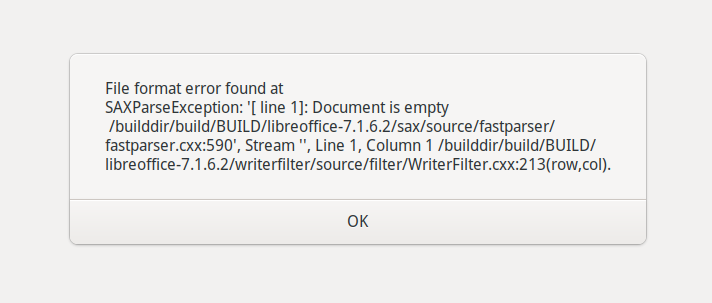 File format error found at
SAXParseException: '[ line 1]: Document is empty
/builddir/build/BUILD/libreoffice-7.1.6.2/sax/source/fastparser/
fastparser.cxx:590', Stream '', Line 1, Column 1 /builddir/build/BUILD/
libreoffice-7.1.6.2/writerfilter/source/filter/WriterFilter.cxx:213(row,col).
OK